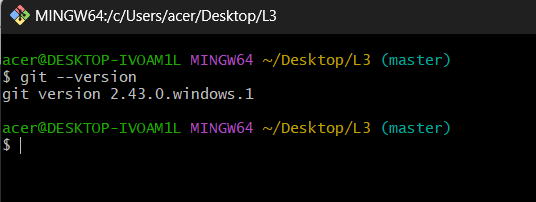 MINGW64:/c/Users/acer/Desktop/L3
acer@DESKTOP-IVOAM1L MINGW64 ~/Desktop/L3 (master)
$ git --version
git version 2.43.0.windows.1
acer@DESKTOP-IVOAM1L MINGW64 ~/Desktop/L3 (master)
$